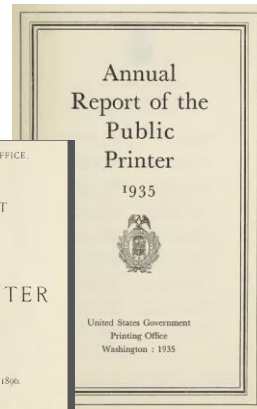 Annual
Report of the
Public
Printer
1935
United States Government
Printing Office
Washington : 1935
FFICE.
T
TER
1896.